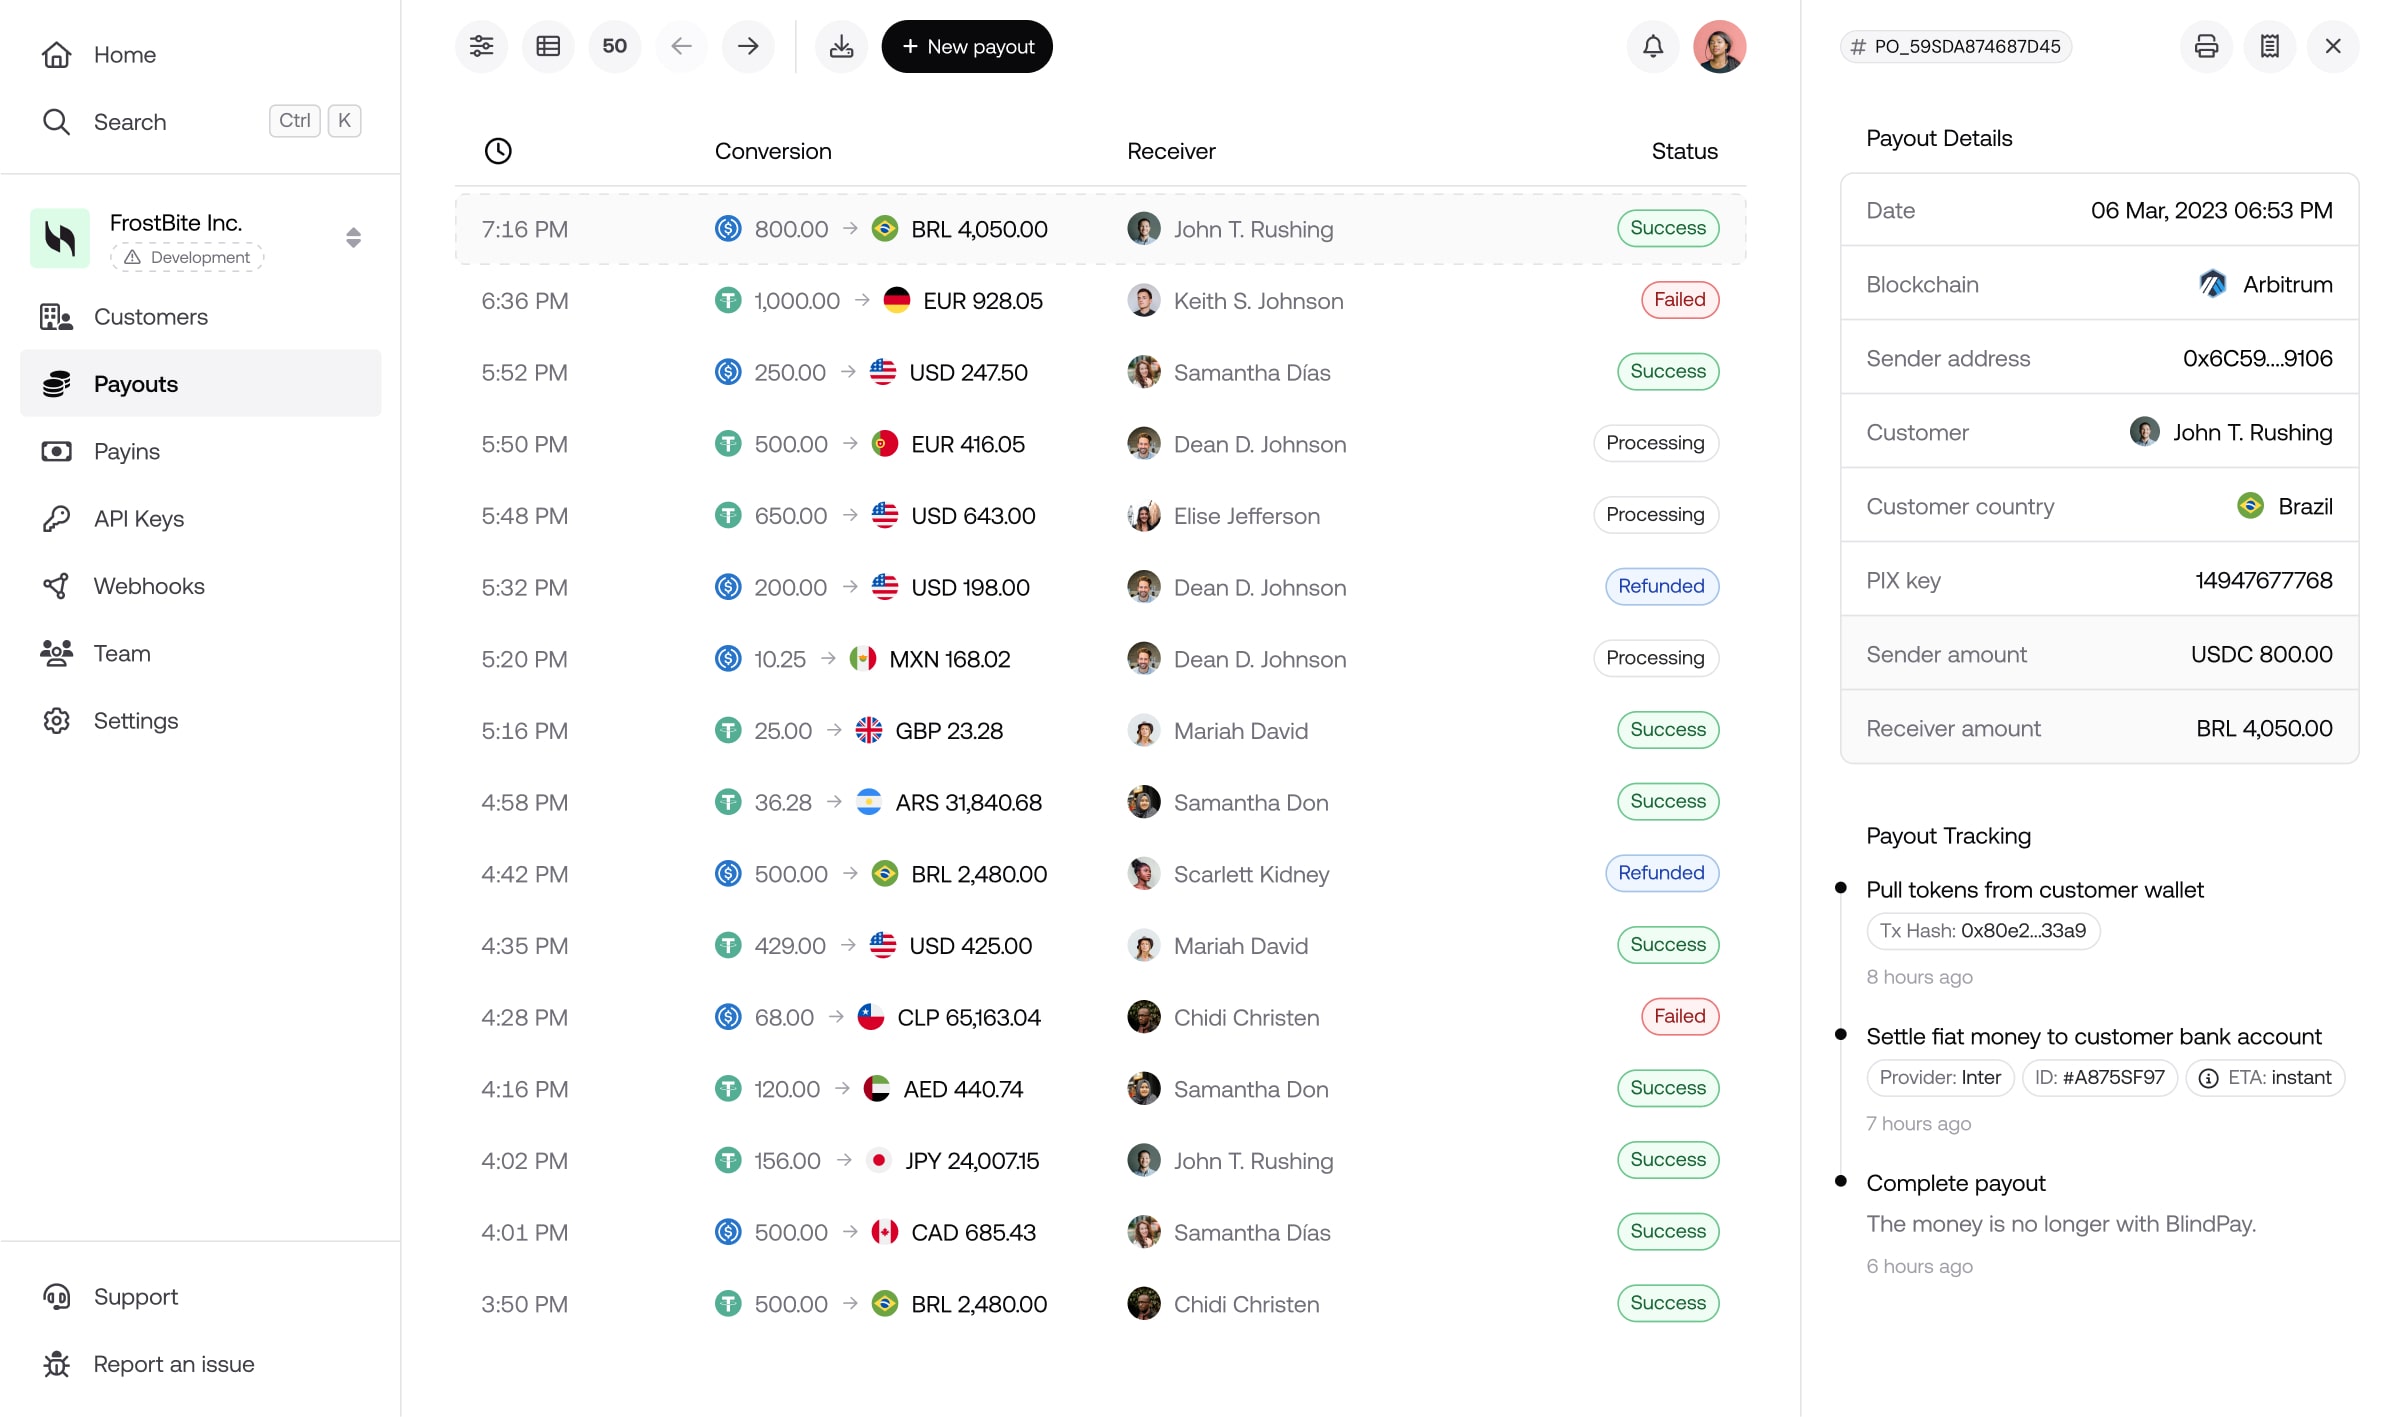 Home
Search Ctrl K
FrostBite Inc.
Development
Customers
Payouts
Payins
API Keys
Webhooks
Team
Settings
Support
Report an issue
50 + New payout
Conversion Receiver Status
7:16 PM 800.00 → BRL 4,050.00 John T. Rushing Success
6:36 PM 1,000.00 → EUR 928.05 Keith S. Johnson Failed
5:52 PM 250.00 → USD 247.50 Samantha Días Success
5:50 PM 500.00 → EUR 416.05 Dean D. Johnson Processing
5:48 PM 650.00 → USD 643.00 Elise Jefferson Processing
5:32 PM 200.00 → USD 198.00 Dean D. Johnson Refunded
5:20 PM 10.25 → MXN 168.02 Dean D. Johnson Processing
5:16 PM 25.00 → GBP 23.28 Mariah David Success
4:58 PM 36.28 → ARS 31,840.68 Samantha Don Success
4:42 PM 500.00 → BRL 2,480.00 Scarlett Kidney Refunded
4:35 PM 429.00 → USD 425.00 Mariah David Success
4:28 PM 68.00 → CLP 65,163.04 Chidi Christen Failed
4:16 PM 120.00 → AED 440.74 Samantha Don Success
4:02 PM 156.00 → JPY 24,007.15 John T. Rushing Success
4:01 PM 500.00 → CAD 685.43 Samantha Días Success
3:50 PM 500.00 → BRL 2,480.00 Chidi Christen Success
# PO_59SDA874687D45
Payout Details
Date 06 Mar, 2023 06:53 PM
Blockchain Arbitrum
Sender address 0x6C59....9106
Customer John T. Rushing
Customer country Brazil
PIX key 14947677768
Sender amount USDC 800.00
Receiver amount BRL 4,050.00
Payout Tracking
Pull tokens from customer wallet
Tx Hash: 0x80e2...33a9
8 hours ago
Settle fiat money to customer bank account
Provider: Inter ID: #A875SF97 ETA: instant
7 hours ago
Complete payout
The money is no longer with BlindPay.
6 hours ago